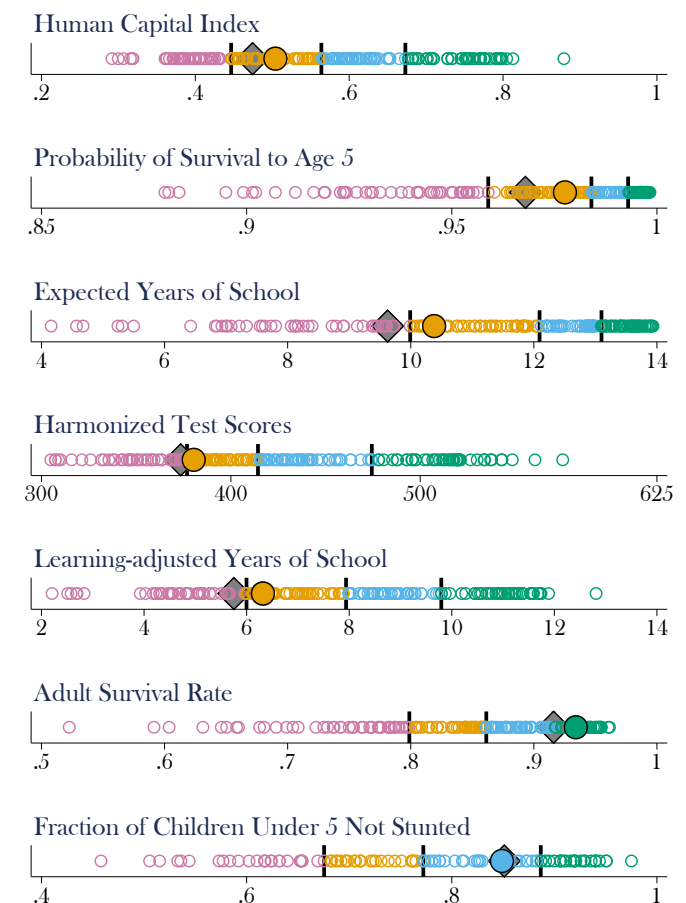 Human Capital Index
.2 .4 .6 .8 1
Probability of Survival to Age 5
.85 .9 .95 1
Expected Years of School
4 6 8 10 12 14
Harmonized Test Scores
300 400 500 625
Learning-adjusted Years of School
2 4 6 8 10 12 14
Adult Survival Rate
.5 .6 .7 .8 .9 1
Fraction of Children Under 5 Not Stunted
.4 .6 .8 1